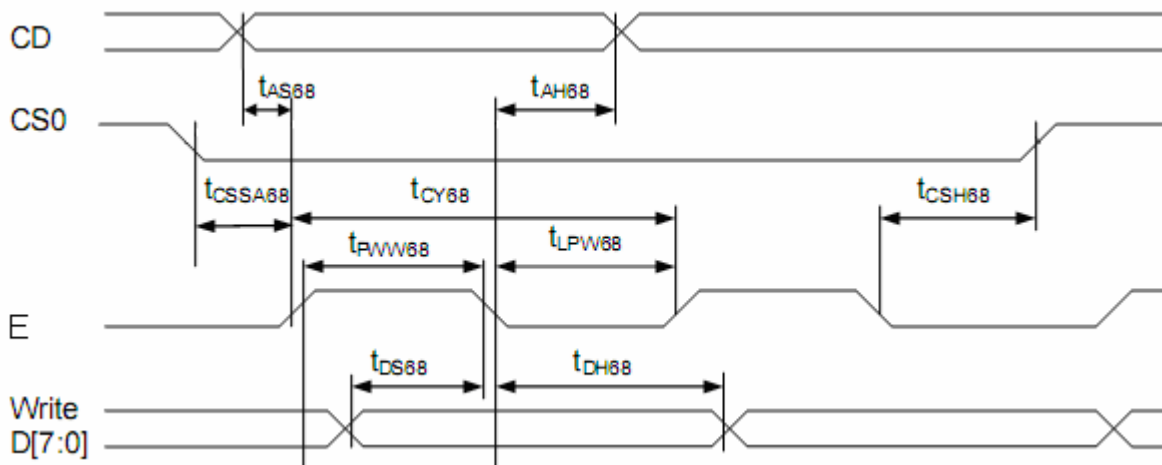 CD
tAS68 tAH68
CS0
tCSSA68 tCY68 tCSH68
tPWW68 tLPW68
E
tDS68 tDH68
Write
D[7:0]